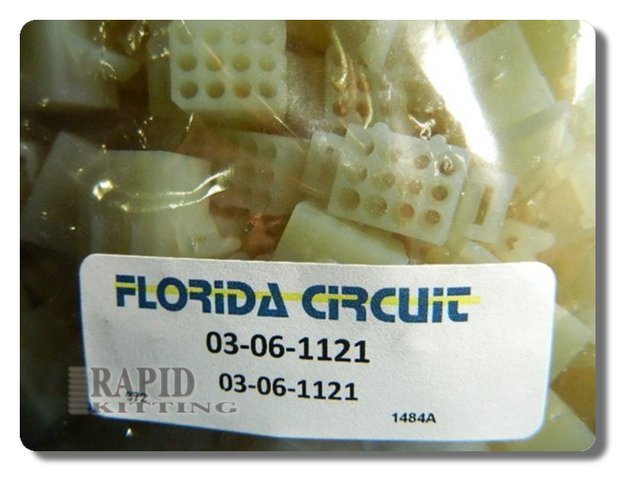 FLORiDA CiRCUiT
03-06-1121
03-06-1121
RAPID
KITTING
1484A